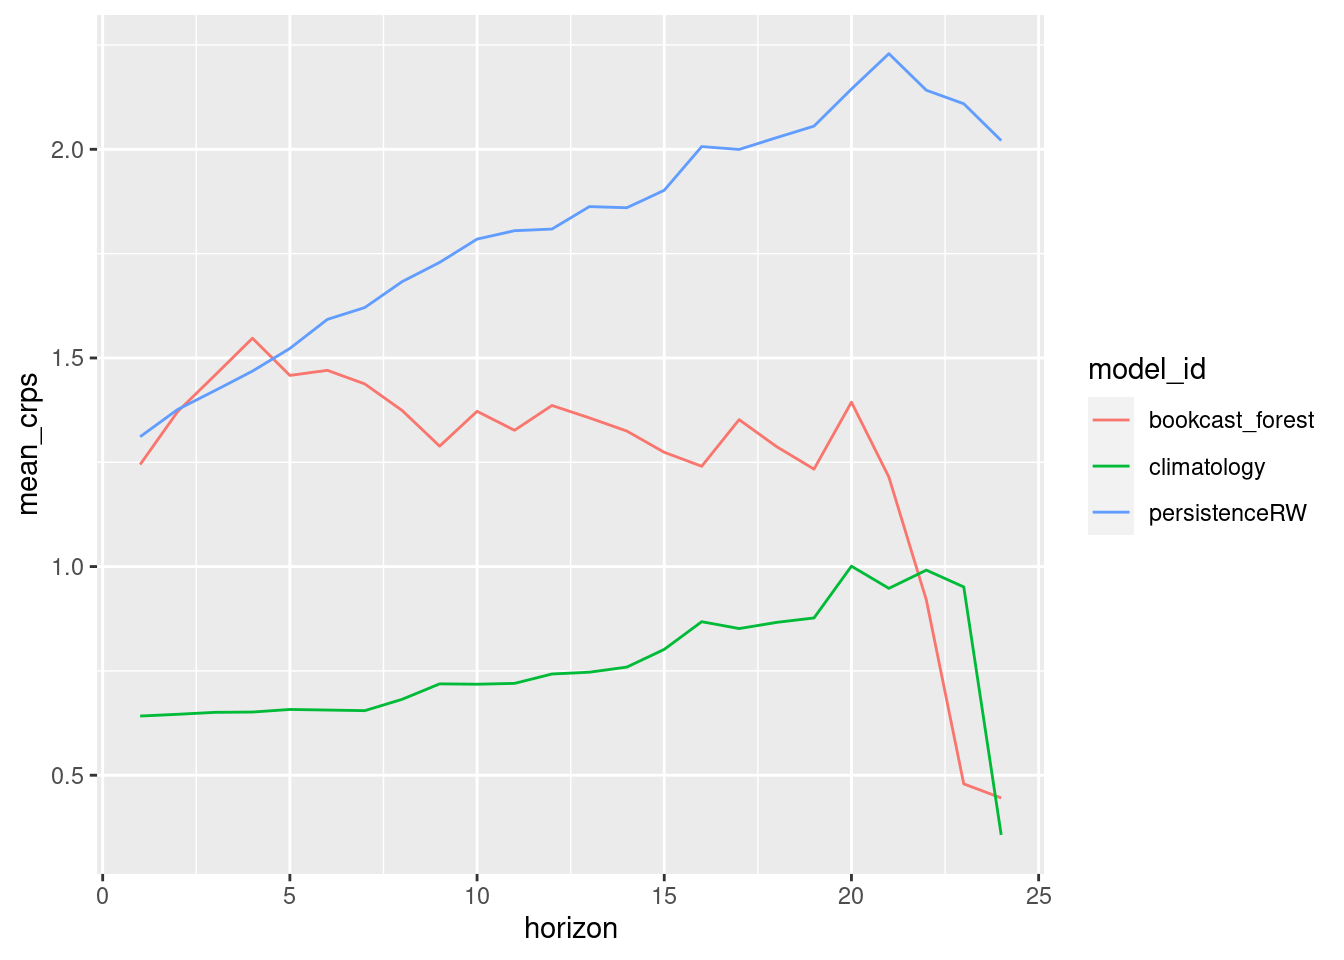 2.0
1.5
1.0
0.5
mean_crps
0 5 10 15 20 25
horizon
model_id
bookcast_forest
climatology
persistenceRW